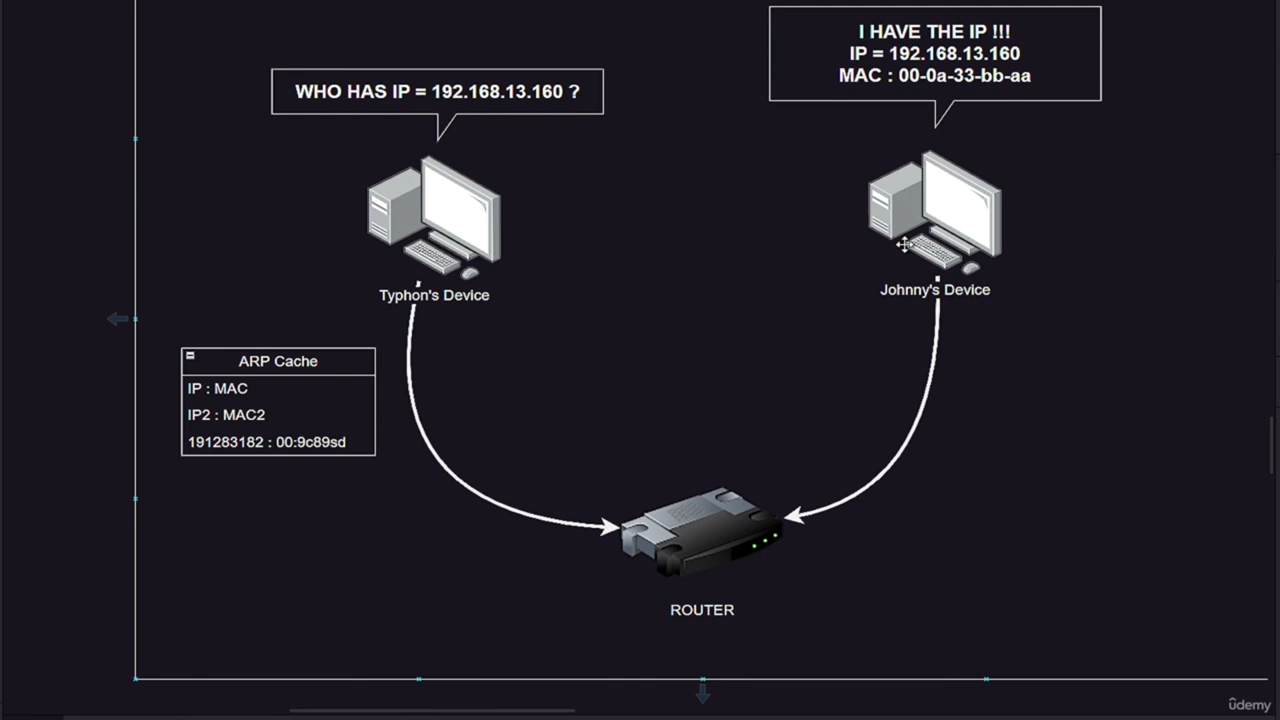 I HAVE THE IP !!!
IP = 192.168.13.160
MAC : 00-0a-33-bb-aa
WHO HAS IP = 192.168.13.160 ?
Typhon's Device
Johnny's Device
ARP Cache
IP : MAC
IP2 : MAC2
191283182 : 00:9c89sd
ROUTER
ûdemy